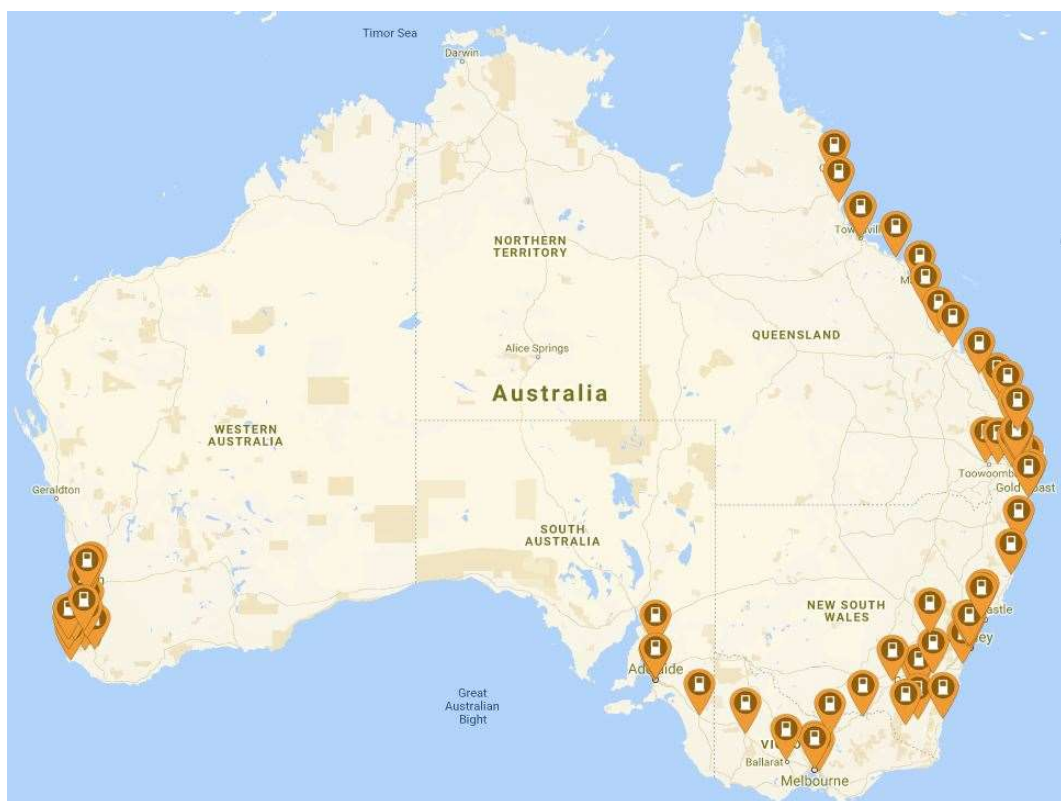 Timor Sea
Darwin
NORTHERN
TERRITORY
QUEENSLAND
Alice Springs
Australia
WESTERN
AUSTRALIA
Geraldton
Toowoomba
SOUTH
AUSTRALIA
NEW SOUTH
WALES
Great
Australian
Bight
Ballarat
Melbourne